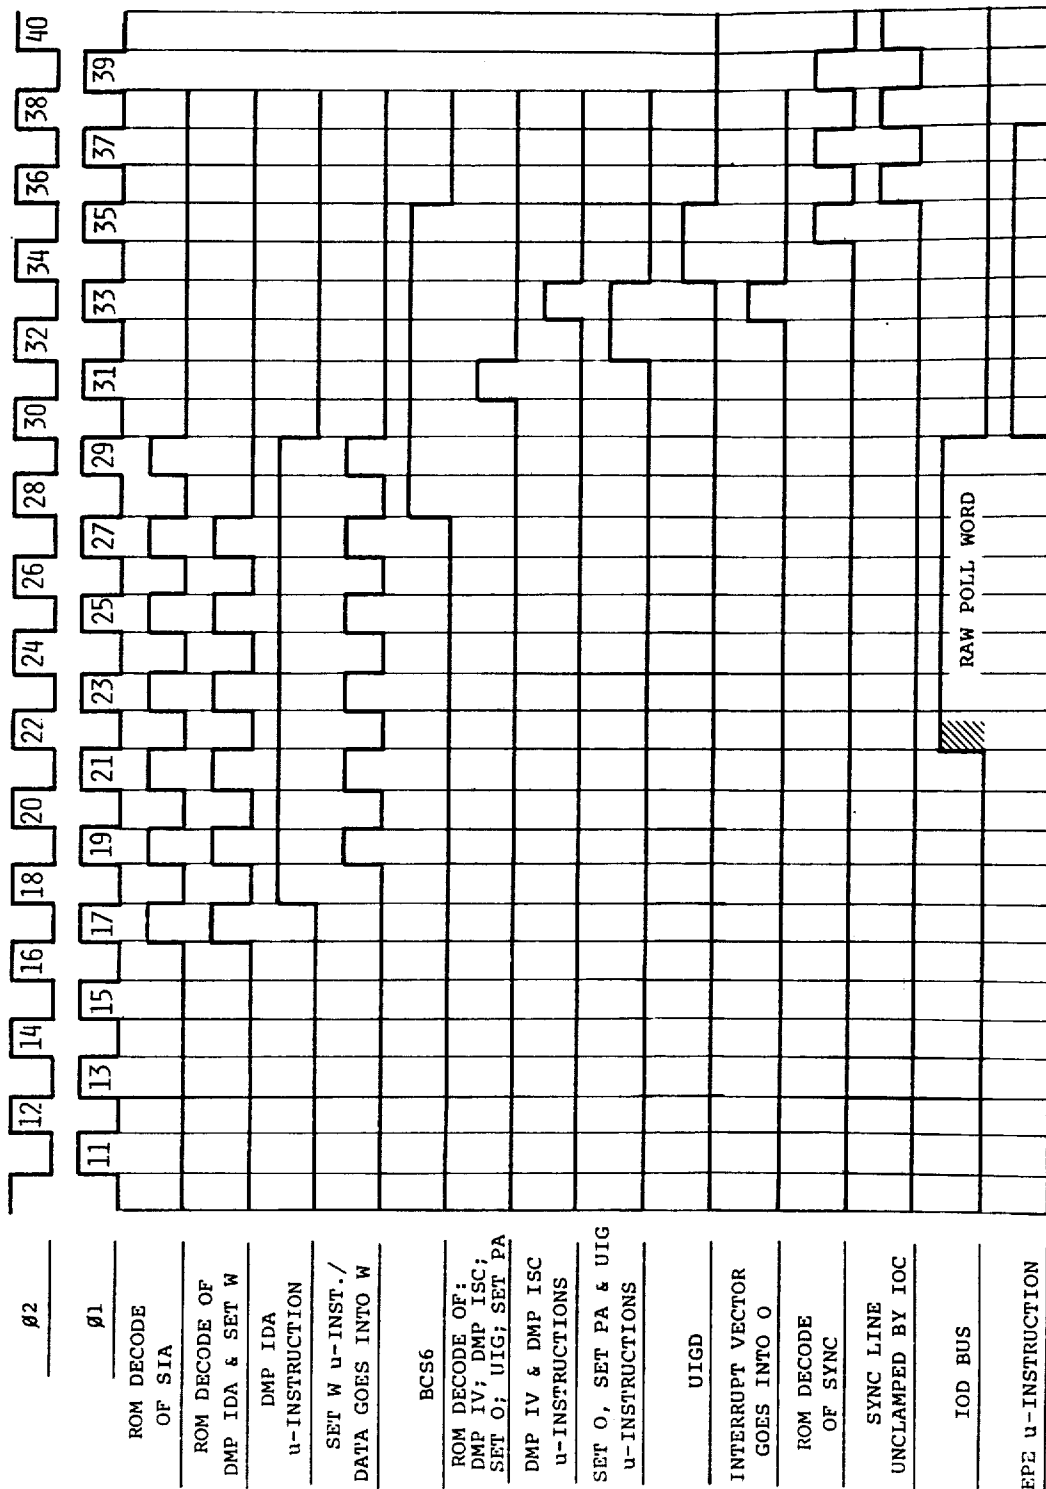 ø2
12 14 16 18 20 22 24 26 28 30 32 34 36 38 40
ø1
11 13 15 17 19 21 23 25 27 29 31 33 35 37 39
ROM DECODE
OF SIA
ROM DECODE OF
DMP IDA & SET W
DMP IDA
u-INSTRUCTION
SET W u-INST./
DATA GOES INTO W
BCS6
ROM DECODE OF:
DMP IV; DMP ISC;
SET O; UIG; SET PA
DMP IV & DMP ISC
u-INSTRUCTIONS
SET O, SET PA & UIG
u-INSTRUCTIONS
UIGD
INTERRUPT VECTOR
GOES INTO O
ROM DECODE
OF SYNC
SYNC LINE
UNCLAMPED BY IOC
IOD BUS
RAW POLL WORD
EPE u-INSTRUCTION